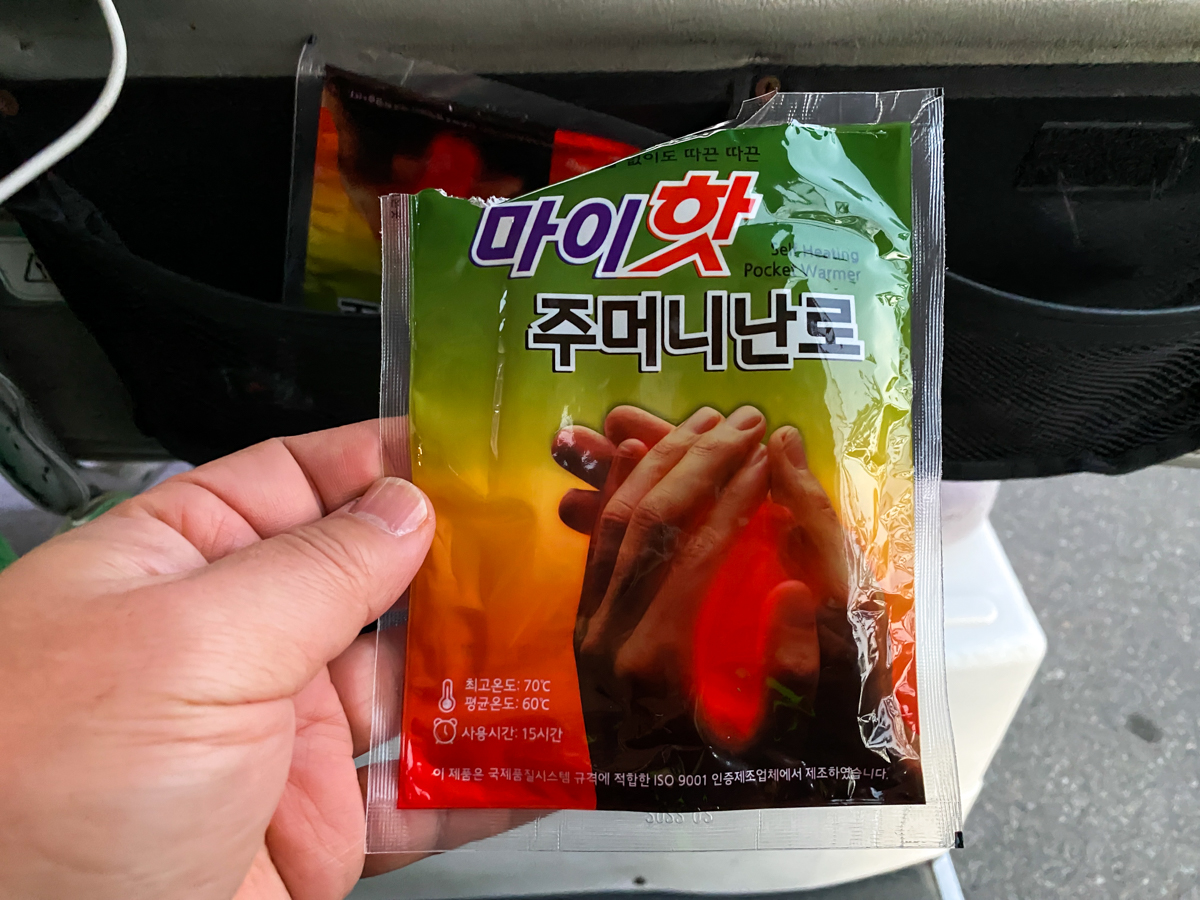 없이도 따끈 따끈
마이핫
Self Heating
Pocket Warmer
주머니난로
최고온도: 70℃
평균온도: 60℃
사용시간: 15시간
이 제품은 국제품질시스템 규격에 적합한 ISO 9001 인증제조업체에서 제조하였습니다.